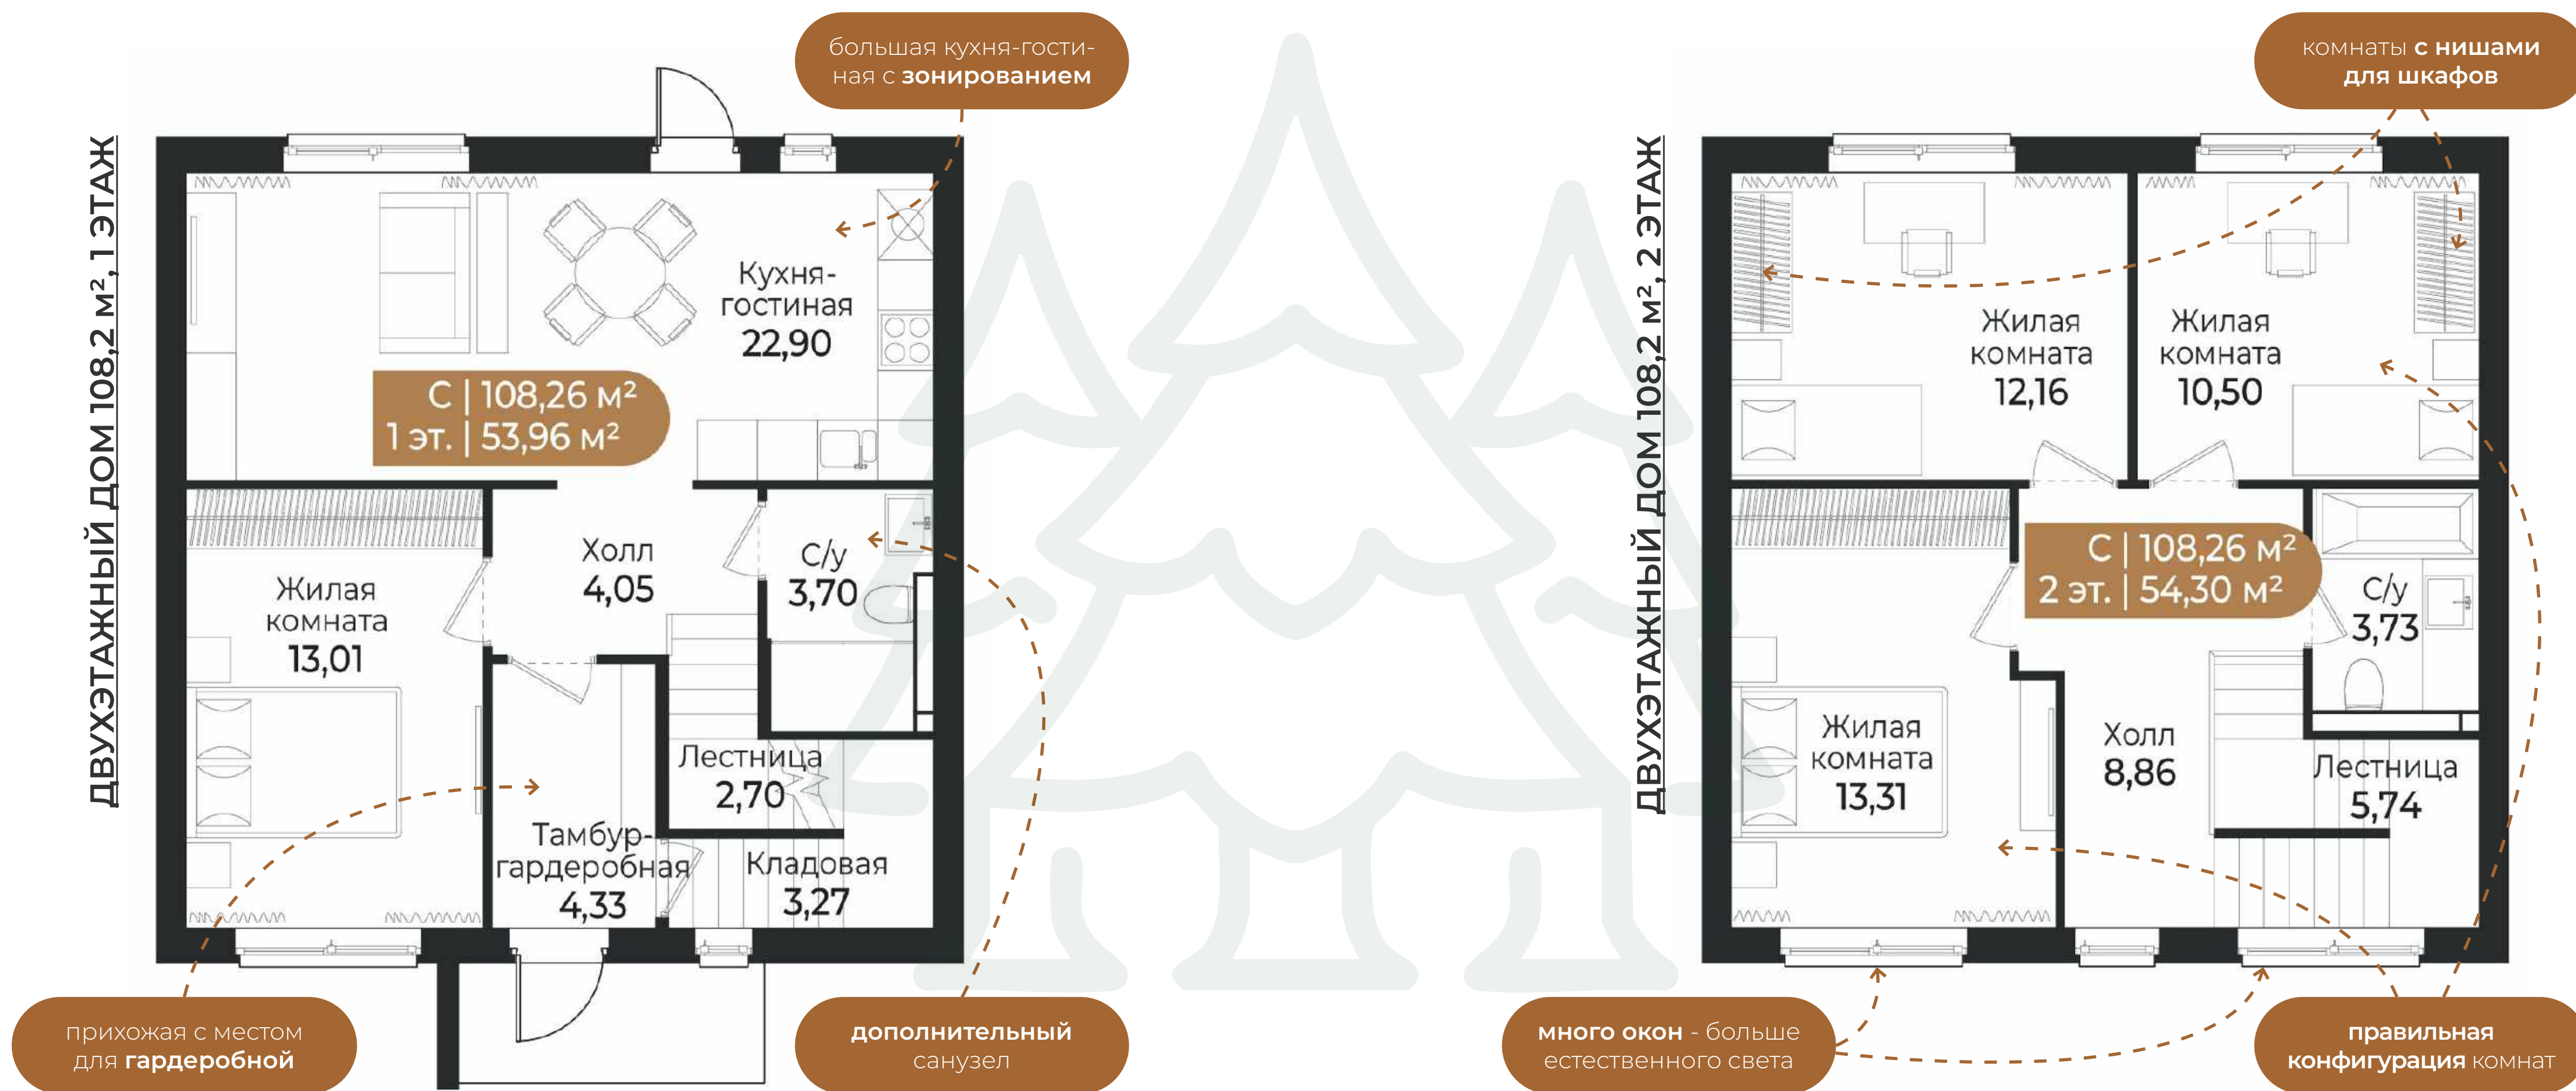 большая кухня-гости-
ная с зонированием
ДВУХЭТАЖНЫЙ ДОМ 108,2 м², 1 ЭТАЖ
Кухня-
гостиная
22,90
С | 108,26 м²
1 эт. | 53,96 м²
Холл
4,05
С/у
3,70
Жилая
комната
13,01
Лестница
2,70
Тамбур-
гардеробная
4,33
Кладовая
3,27
прихожая с местом
для гардеробной
дополнительный
санузел
комнаты с нишами
для шкафов
ДВУХЭТАЖНЫЙ ДОМ 108,2 м², 2 ЭТАЖ
Жилая
комната
12,16
Жилая
комната
10,50
С | 108,26 м²
2 эт. | 54,30 м²
С/у
3,73
Жилая
комната
13,31
Холл
8,86
Лестница
5,74
много окон - больше
естественного света
правильная
конфигурация комнат